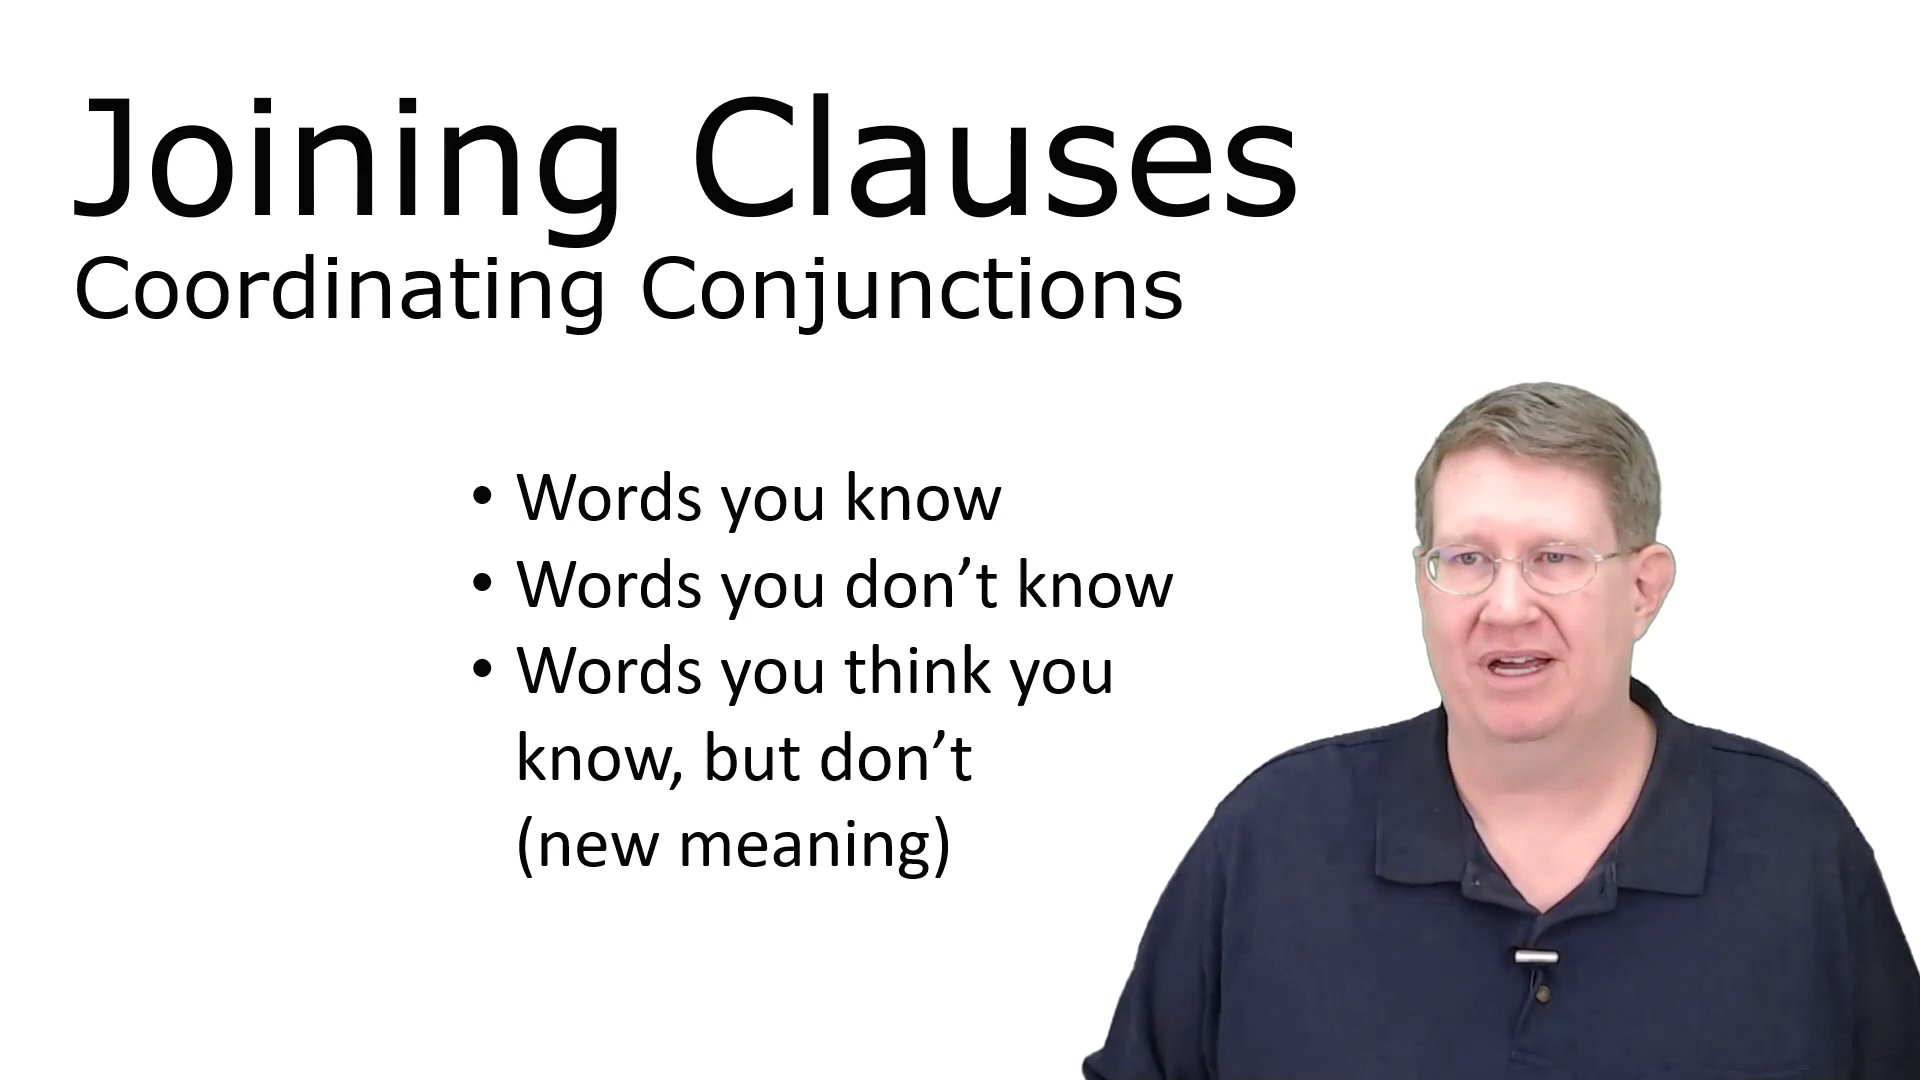 Joining Clauses
Coordinating Conjunctions
• Words you know
• Words you don’t know
• Words you think you
know, but don’t
(new meaning)